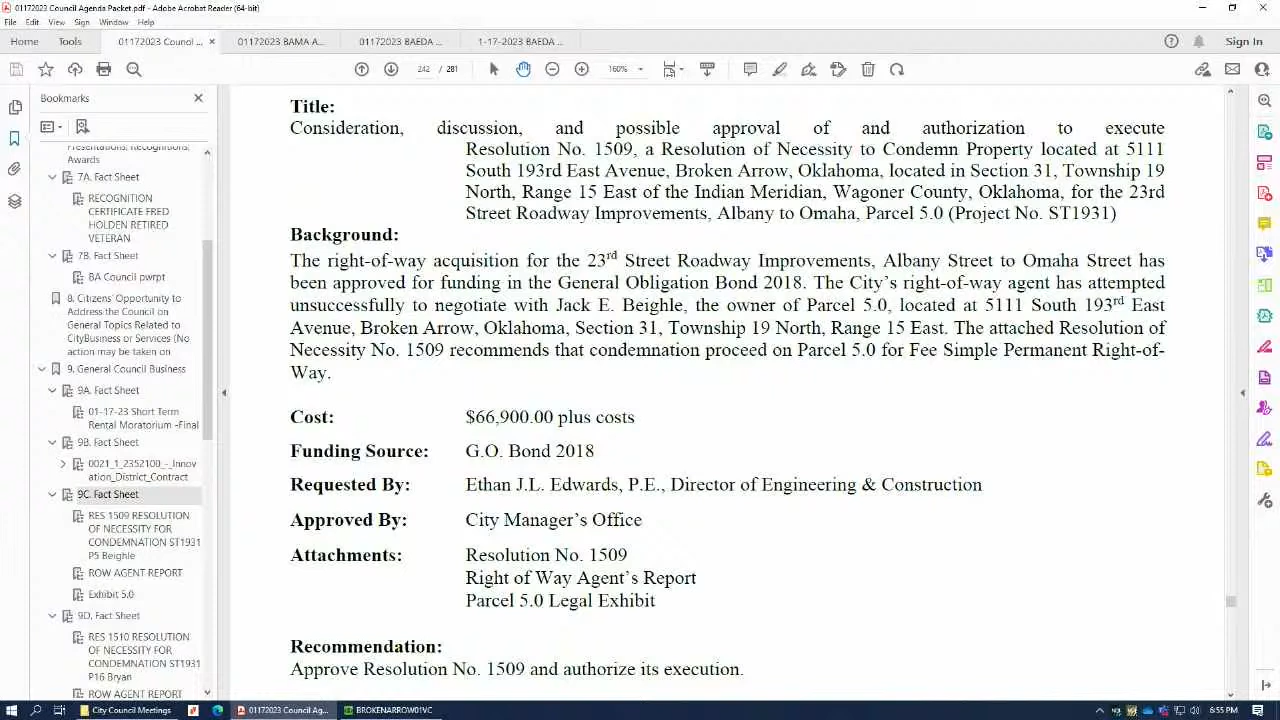 01172023 Council Agenda Packet.pdf - Adobe Acrobat Reader (64-bit)
File Edit View Sign Window Help
Home Tools 01172023 Council ... × 01172023 BAMA A... 01172023 BAEDA ... 1-17-2023 BAEDA ... Sign In
242 / 281 160%
Bookmarks
Presentations, Recognitions,
Awards
7A. Fact Sheet
RECOGNITION
CERTIFICATE FRED
HOLDEN RETIRED
VETERAN
7B. Fact Sheet
BA Council pwrpt
8. Citizens' Opportunity to
Address the Council on
General Topics Related to
CityBusiness or Services (No
action may be taken on
9. General Council Business
9A. Fact Sheet
01-17-23 Short Term
Rental Moratorium -Final
9B. Fact Sheet
0021_1_2352100_-_Innov
ation_District_Contract
9C. Fact Sheet
RES 1509 RESOLUTION
OF NECESSITY FOR
CONDEMNATION ST1931
P5 Beighle
ROW AGENT REPORT
Exhibit 5.0
9D. Fact Sheet
RES 1510 RESOLUTION
OF NECESSITY FOR
CONDEMNATION ST1931
P16 Bryan
ROW AGENT REPORT
Title:
Consideration, discussion, and possible approval of and authorization to execute
Resolution No. 1509, a Resolution of Necessity to Condemn Property located at 5111
South 193rd East Avenue, Broken Arrow, Oklahoma, located in Section 31, Township 19
North, Range 15 East of the Indian Meridian, Wagoner County, Oklahoma, for the 23rd
Street Roadway Improvements, Albany to Omaha, Parcel 5.0 (Project No. ST1931)
Background:
The right-of-way acquisition for the 23rd Street Roadway Improvements, Albany Street to Omaha Street has
been approved for funding in the General Obligation Bond 2018. The City's right-of-way agent has attempted
unsuccessfully to negotiate with Jack E. Beighle, the owner of Parcel 5.0, located at 5111 South 193rd East
Avenue, Broken Arrow, Oklahoma, Section 31, Township 19 North, Range 15 East. The attached Resolution of
Necessity No. 1509 recommends that condemnation proceed on Parcel 5.0 for Fee Simple Permanent Right-of-
Way.
Cost: $66,900.00 plus costs
Funding Source: G.O. Bond 2018
Requested By: Ethan J.L. Edwards, P.E., Director of Engineering & Construction
Approved By: City Manager's Office
Attachments: Resolution No. 1509
Right of Way Agent's Report
Parcel 5.0 Legal Exhibit
Recommendation:
Approve Resolution No. 1509 and authorize its execution.
City Council Meetings 01172023 Council Ag... BROKENARROW01VC 6:55 PM